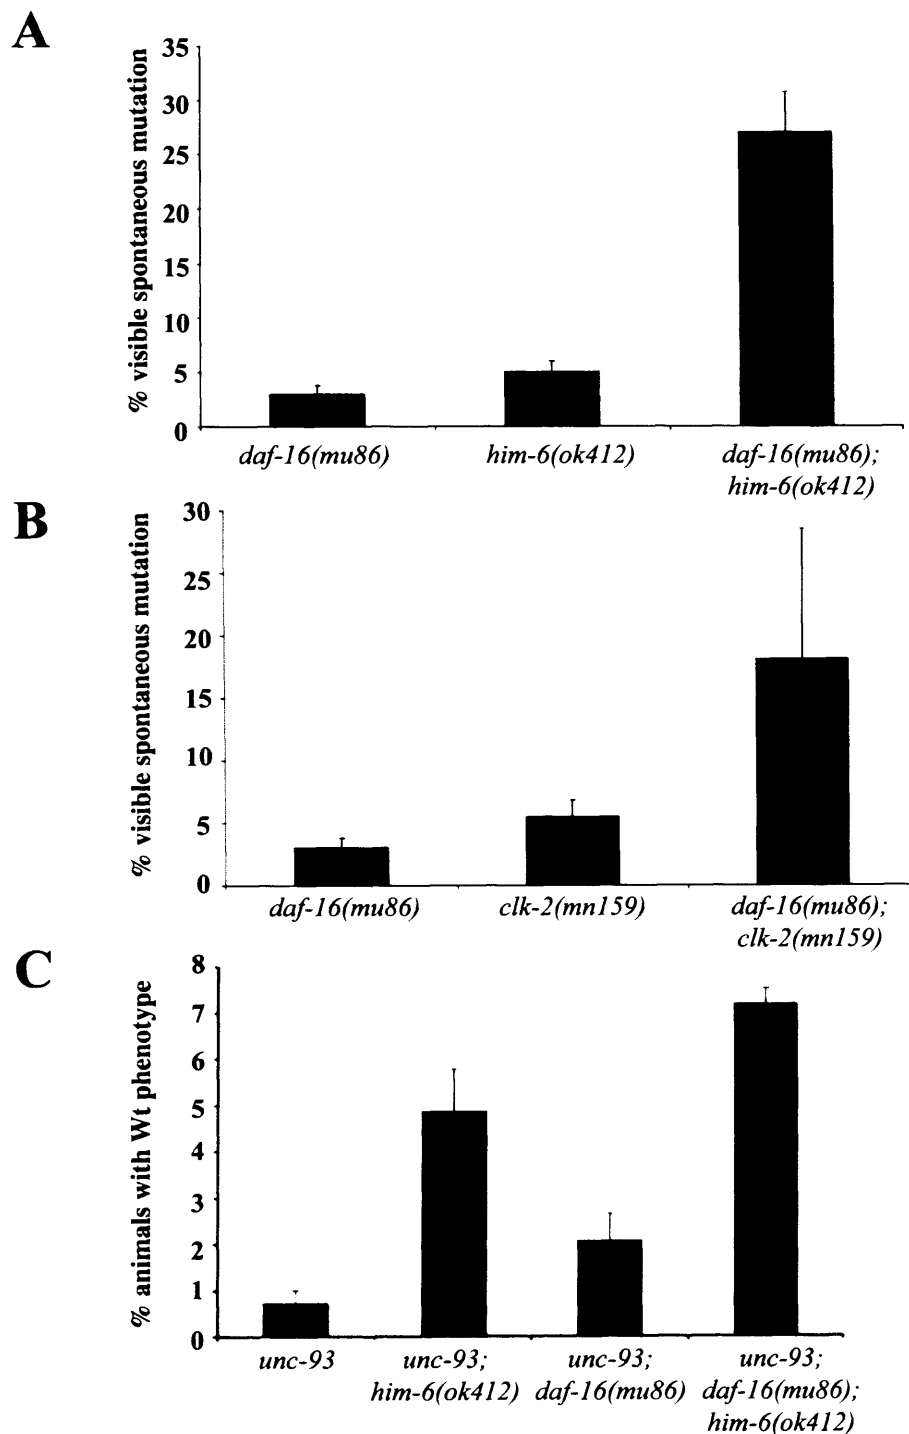 A
% visible spontaneous mutation
35
30
25
20
15
10
5
0
daf-16(mu86)
him-6(ok412)
daf-16(mu86);
him-6(ok412)
B
% visible spontaneous mutation
30
25
20
15
10
5
0
daf-16(mu86)
clk-2(mn159)
daf-16(mu86);
clk-2(mn159)
C
% animals with Wt phenotype
8
7
6
5
4
3
2
1
0
unc-93
unc-93;
him-6(ok412)
unc-93;
daf-16(mu86)
unc-93;
daf-16(mu86);
him-6(ok412)